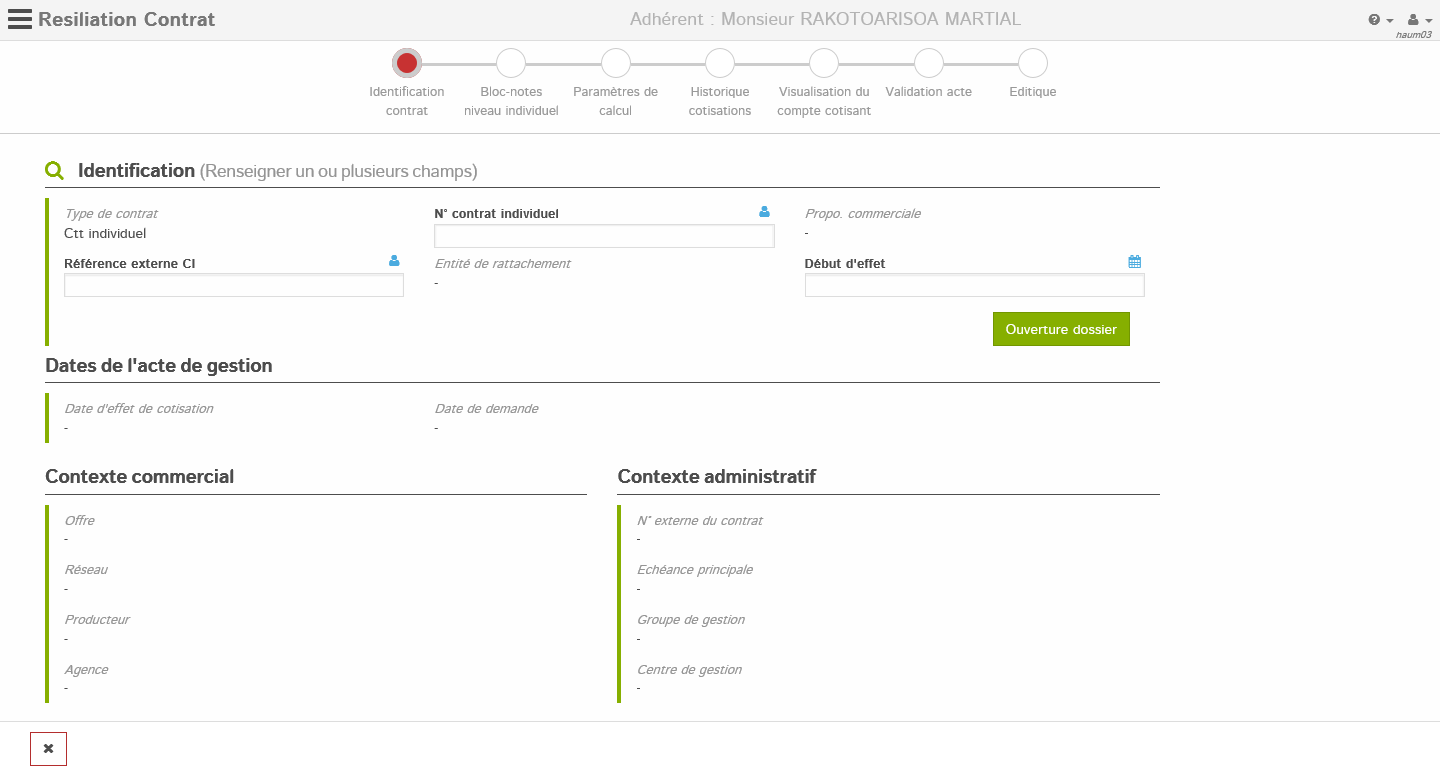 Resiliation Contrat
Adhérent : Monsieur RAKOTOARISOA MARTIAL
haum03
Identification
contrat
Bloc-notes
niveau individuel
Paramètres de
calcul
Historique
cotisations
Visualisation du
compte cotisant
Validation acte
Editique
Identification (Renseigner un ou plusieurs champs)
Type de contrat
Ctt individuel
N° contrat individuel
Propo. commerciale
-
Référence externe CI
Entité de rattachement
-
Début d'effet
Ouverture dossier
Dates de l'acte de gestion
Date d'effet de cotisation
-
Date de demande
-
Contexte commercial
Offre
-
Réseau
-
Producteur
-
Agence
-
Contexte administratif
N° externe du contrat
-
Echéance principale
-
Groupe de gestion
-
Centre de gestion
-